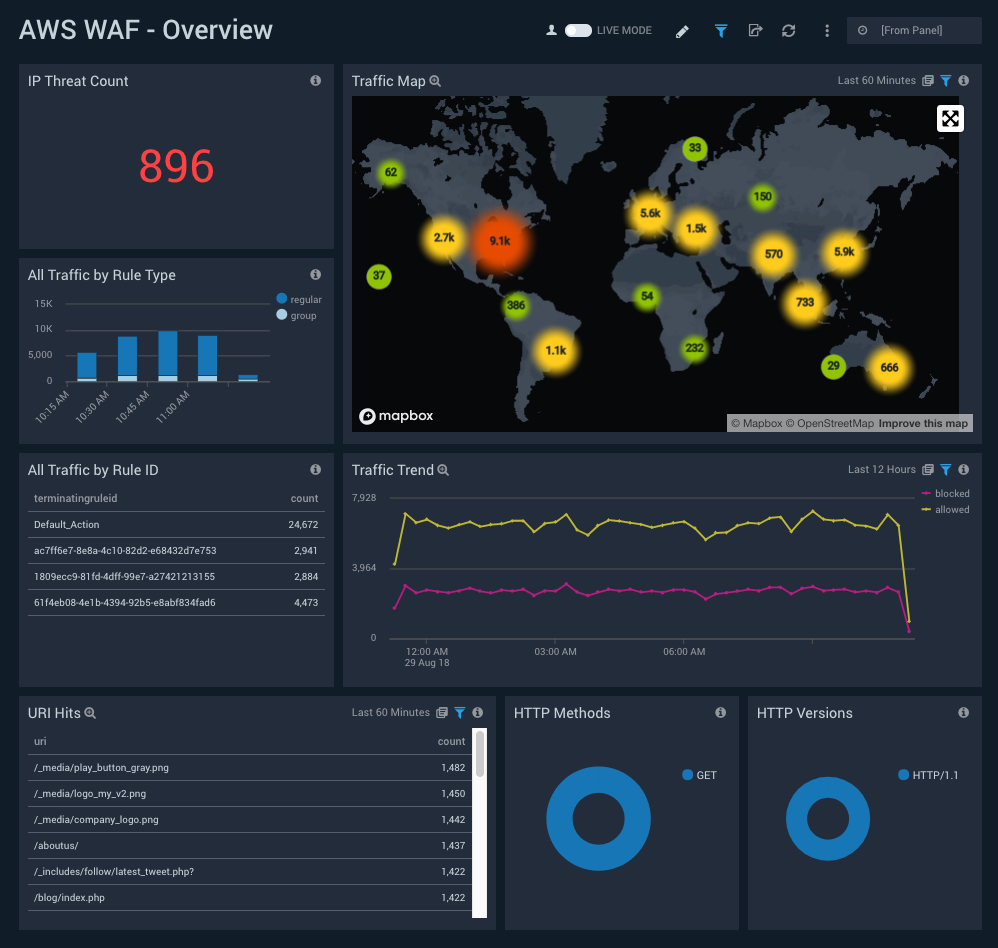 AWS WAF - Overview
LIVE MODE
[From Panel]
IP Threat Count
896
Traffic Map
Last 60 Minutes
62
33
150
2.7k
9.1k
5.6k
1.5k
570
5.9k
37
386
54
733
1.1k
232
29
666
mapbox
© Mapbox © OpenStreetMap Improve this map
All Traffic by Rule Type
15K
10K
5,000
0
10:15 AM
10:30 AM
10:45 AM
11:00 AM
regular
group
All Traffic by Rule ID
terminatingruleid count
Default_Action 24,672
ac7ff6e7-8e8a-4c10-82d2-e68432d7e753 2,941
1809ecc9-81fd-4dff-99e7-a27421213155 2,884
61f4eb08-4e1b-4394-92b5-e8abf834fad6 4,473
Traffic Trend
Last 12 Hours
7,928
3,964
0
12:00 AM
29 Aug 18
03:00 AM
06:00 AM
blocked
allowed
URI Hits
Last 60 Minutes
uri count
/_media/play_button_gray.png 1,482
/_media/logo_my_v2.png 1,450
/_media/company_logo.png 1,442
/aboutus/ 1,437
/_includes/follow/latest_tweet.php? 1,422
/blog/index.php 1,422
HTTP Methods
GET
HTTP Versions
HTTP/1.1